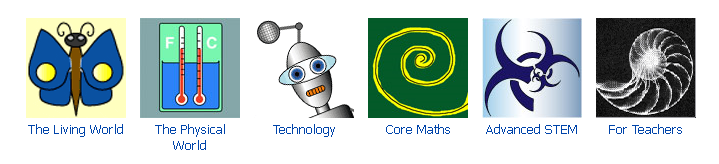 F C
The Living World
The Physical
World
Technology
Core Maths
Advanced STEM
For Teachers